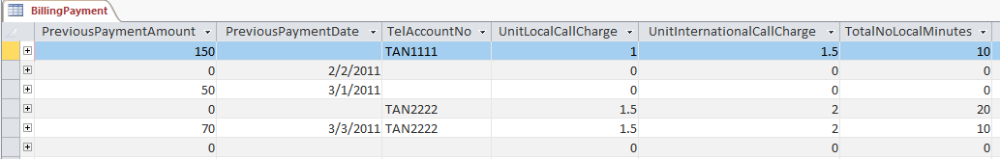 BillingPayment
PreviousPaymentAmount PreviousPaymentDate TelAccountNo UnitLocalCallCharge UnitInternationalCallCharge TotalNoLocalMinutes
150 TAN1111 1 1.5 10
0 2/2/2011 0 0 0
50 3/1/2011 0 0 0
0 TAN2222 1.5 2 20
70 3/3/2011 TAN2222 1.5 2 10
0 0 0 0